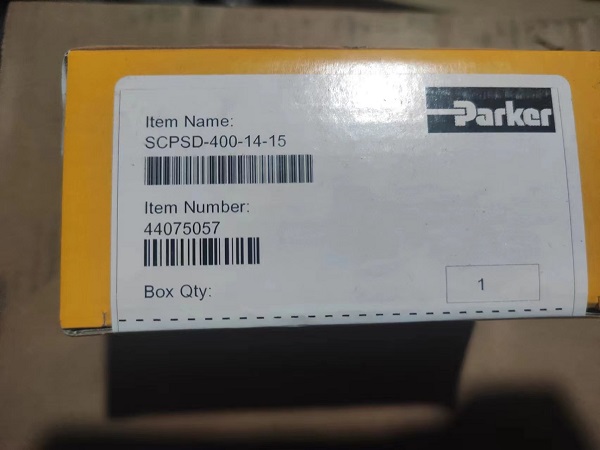 Parker
Item Name:
SCPSD-400-14-15
Item Number:
44075057
Box Qty:
1